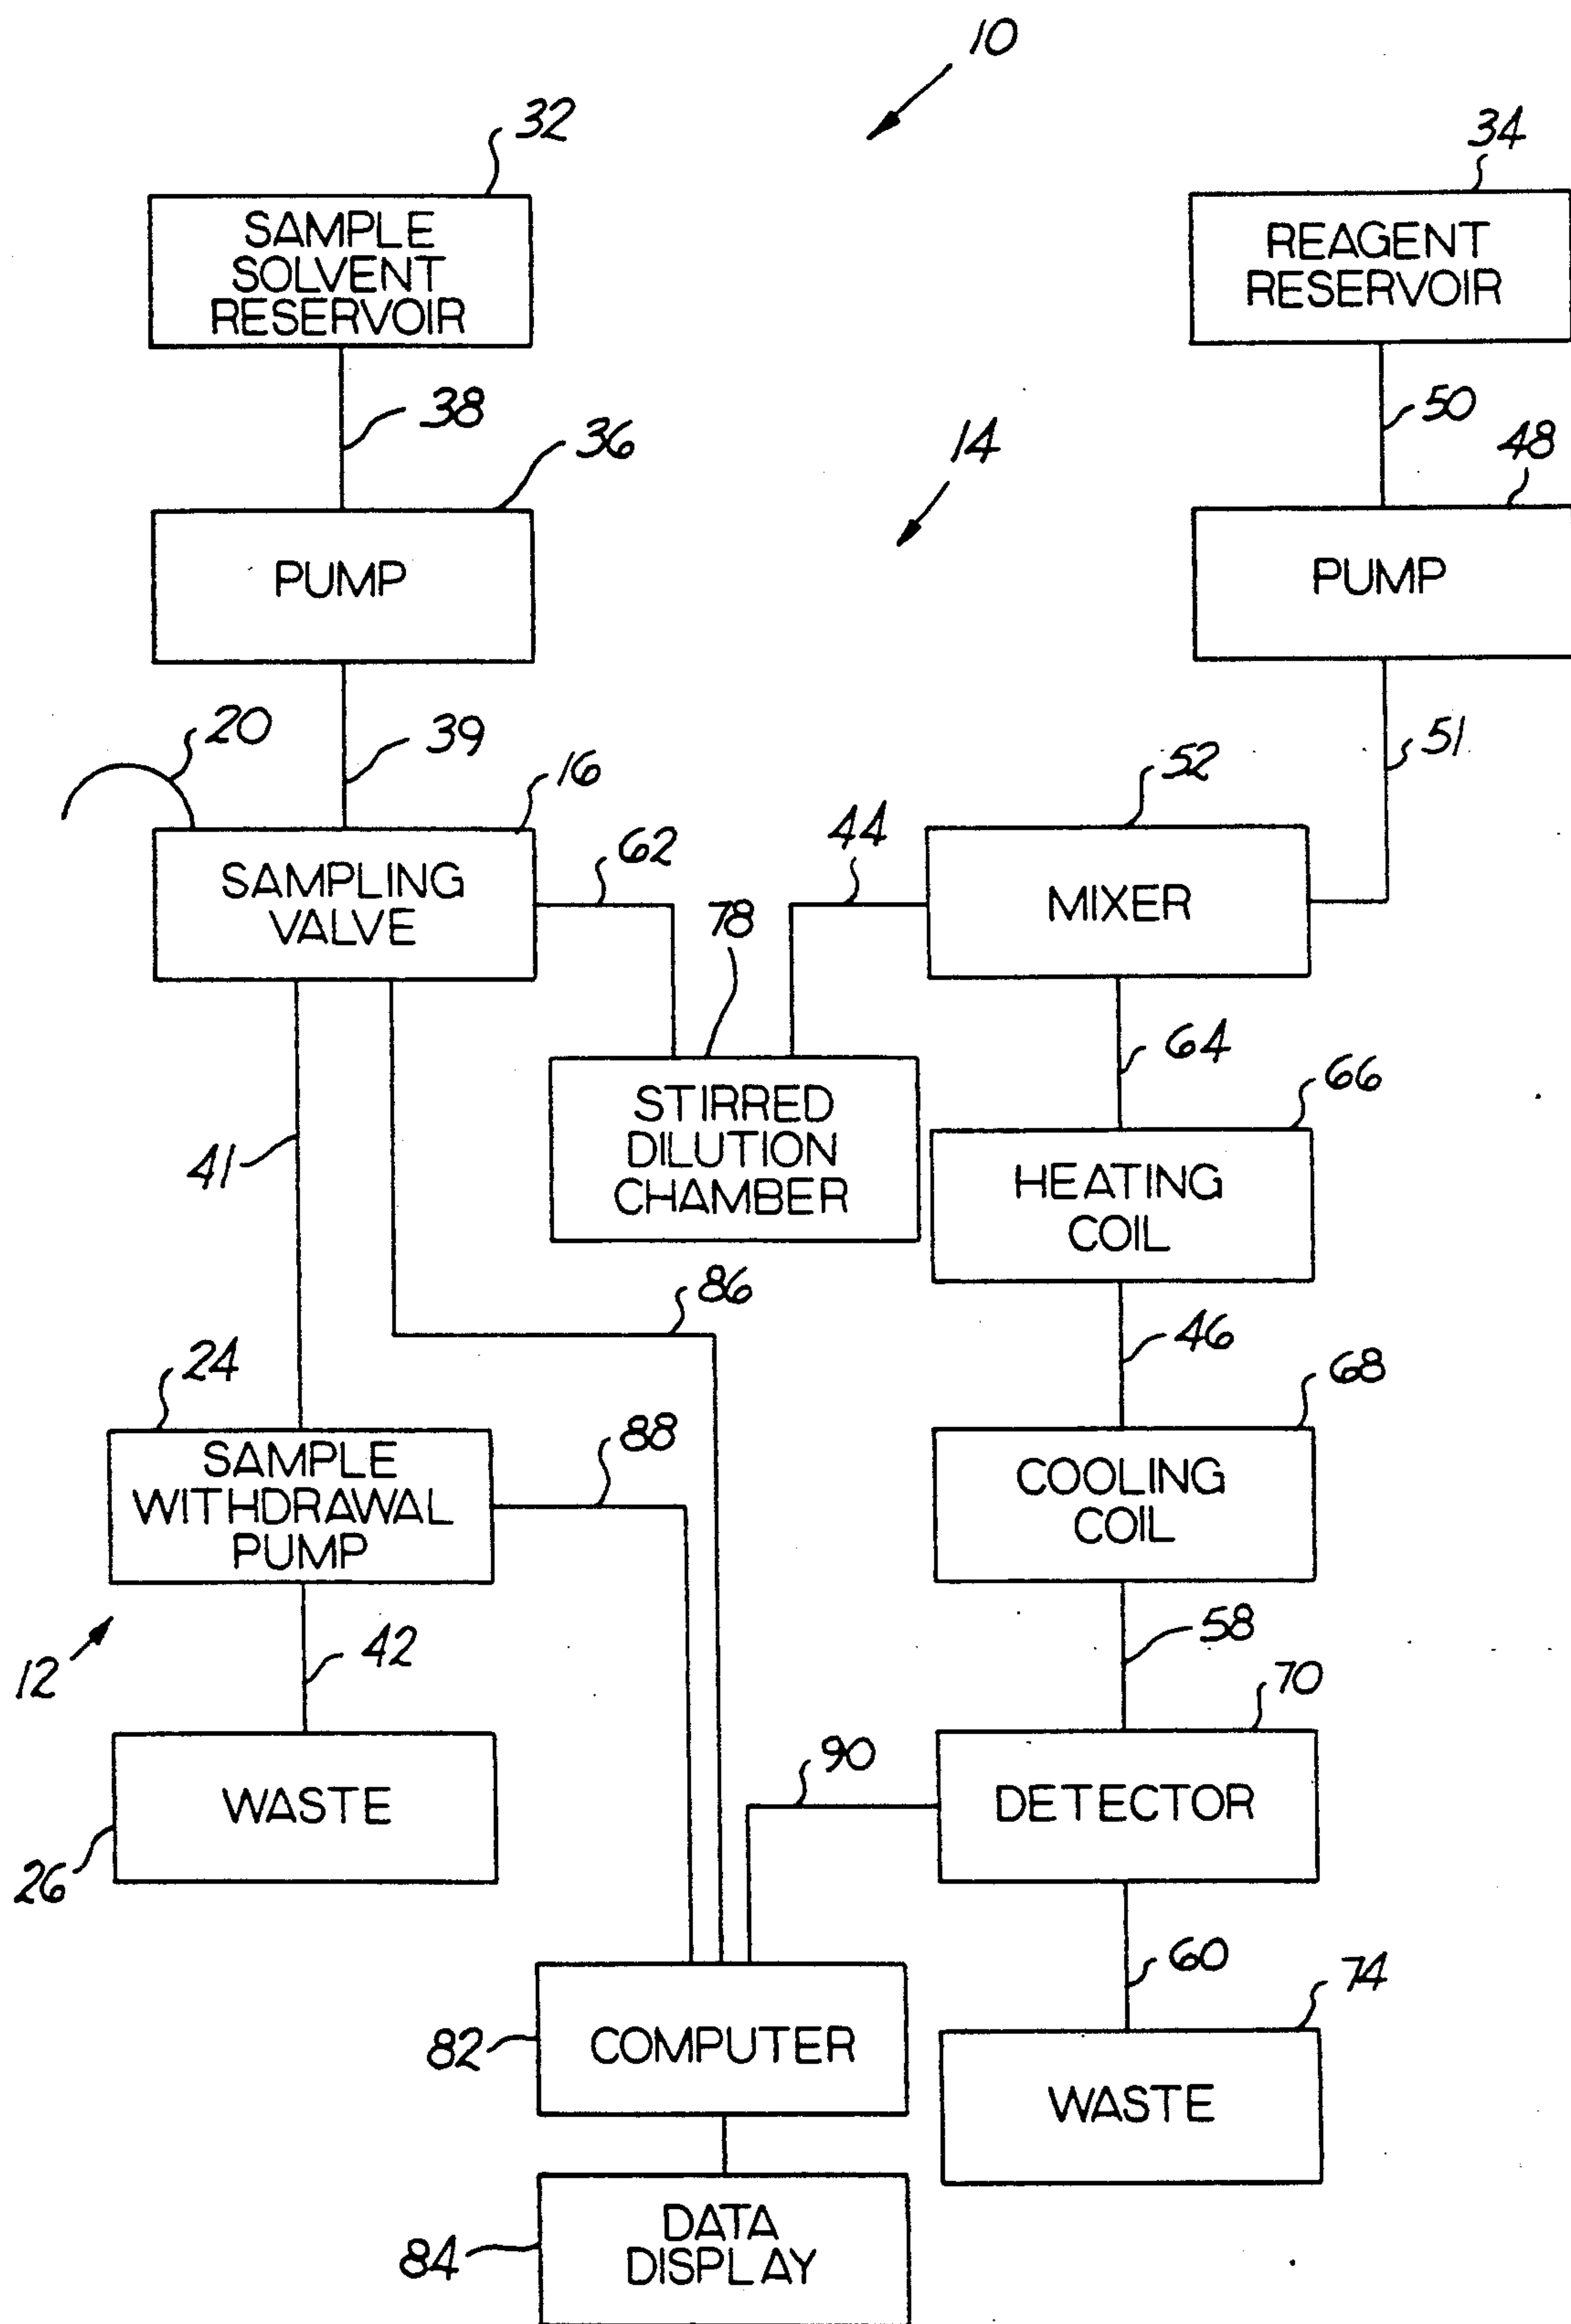 10
32
34
SAMPLE
SOLVENT
RESERVOIR
REAGENT
RESERVOIR
38
50
36
14
48
PUMP
PUMP
20
39
16
52
51
SAMPLING
VALVE
62
44
MIXER
78
64
66
41
STIRRED
DILUTION
CHAMBER
HEATING
COIL
86
46
24
68
SAMPLE
WITHDRAWAL
PUMP
88
COOLING
COIL
12
42
58
70
WASTE
90
DETECTOR
26
60
74
82
COMPUTER
WASTE
84
DATA
DISPLAY